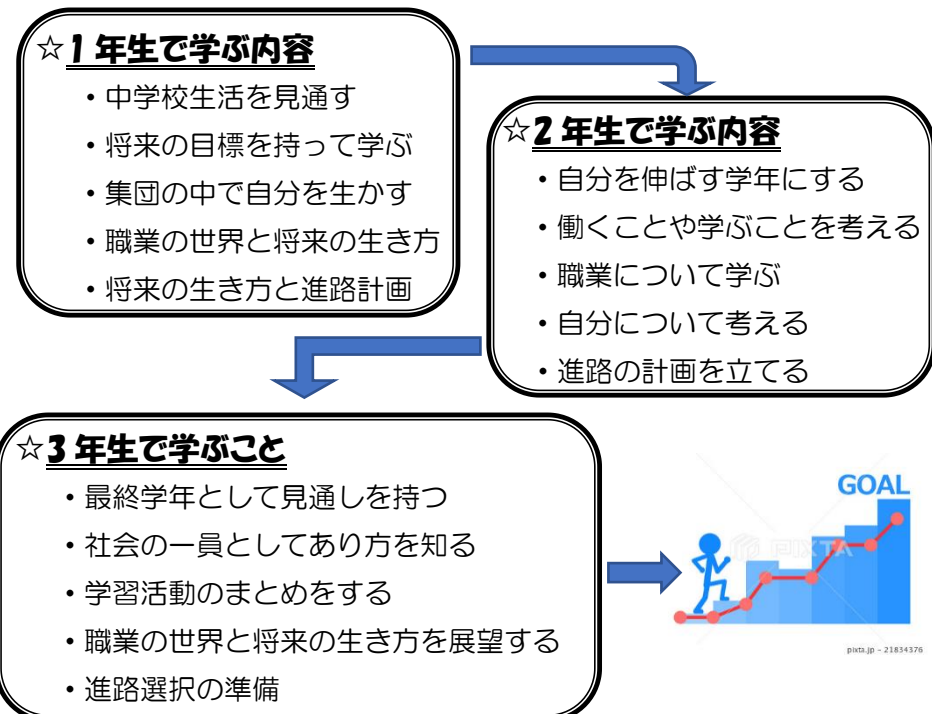 ☆1年生で学ぶ内容
・中学校生活を見通す
・将来の目標を持って学ぶ
・集団の中で自分を生かす
・職業の世界と将来の生き方
・将来の生き方と進路計画
☆2年生で学ぶ内容
・自分を伸ばす学年にする
・働くことや学ぶことを考える
・職業について学ぶ
・自分について考える
・進路の計画を立てる
☆3年生で学ぶこと
・最終学年として見通しを持つ
・社会の一員としてあり方を知る
・学習活動のまとめをする
・職業の世界と将来の生き方を展望する
・進路選択の準備
GOAL
PIXTA
pixta.jp - 21834376